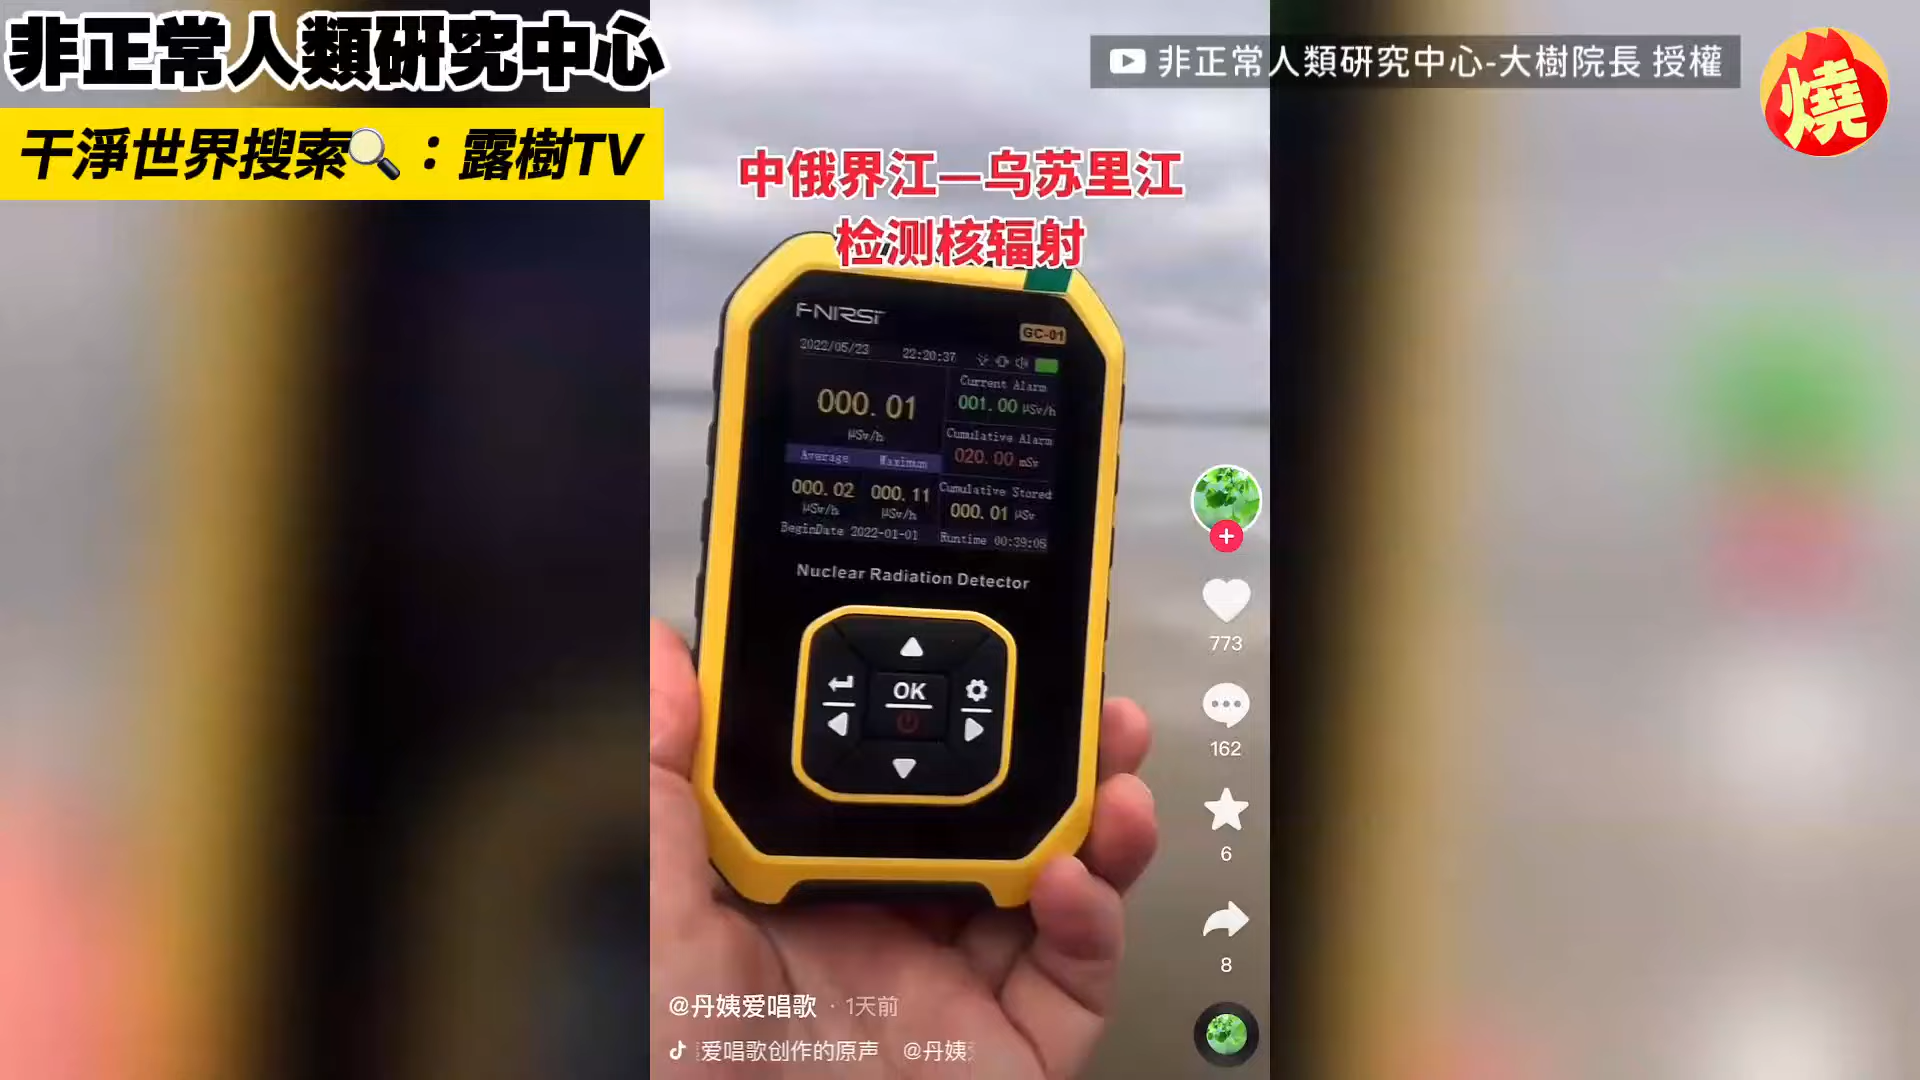 非正常人類研究中心
干淨世界搜索🔍：露樹TV
非正常人類研究中心-大樹院長 授權
燒
中俄界江—乌苏里江
检测核辐射
FNIRSI
GC-01
2022/05/23 22:20:37
000.01
μSv/h
Current Alarm
001.00 μSv/h
Cumulative Alarm
020.00 mSv
Average Maximum
000.02 000.11
μSv/h μSv/h
Cumulative Stored
000.01 μSv
BeginDate 2022-01-01 Runtime 00:39:05
Nuclear Radiation Detector
OK
773
162
6
8
@丹姨爱唱歌 · 1天前
爱唱歌创作的原声 @丹姨